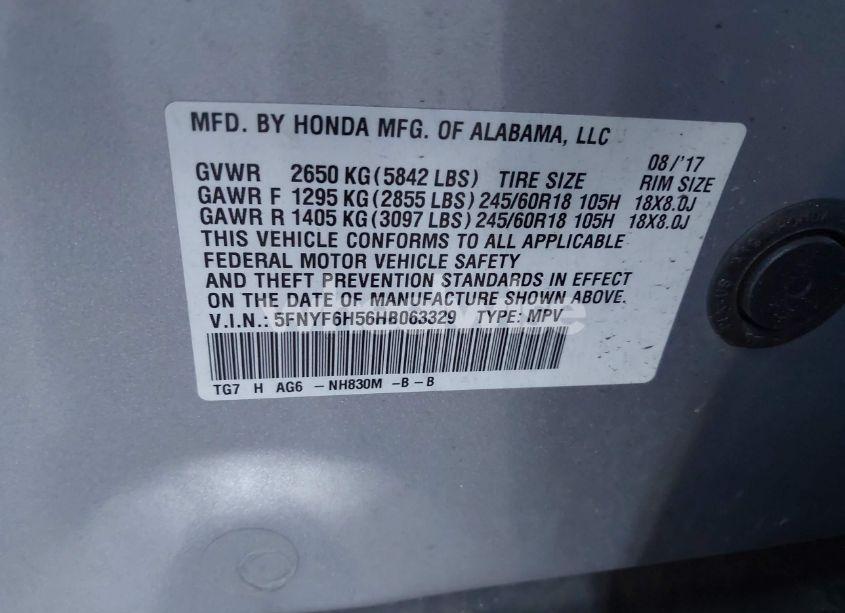 MFD. BY HONDA MFG. OF ALABAMA, LLC
08/'17
GVWR 2650 KG (5842 LBS) TIRE SIZE RIM SIZE
GAWR F 1295 KG (2855 LBS) 245/60R18 105H 18X8.0J
GAWR R 1405 KG (3097 LBS) 245/60R18 105H 18X8.0J
THIS VEHICLE CONFORMS TO ALL APPLICABLE
FEDERAL MOTOR VEHICLE SAFETY
AND THEFT PREVENTION STANDARDS IN EFFECT
ON THE DATE OF MANUFACTURE SHOWN ABOVE.
V.I.N.: 5FNYF6H56HB063329 TYPE: MPV
TG7 H AG6 -NH830M -B-B